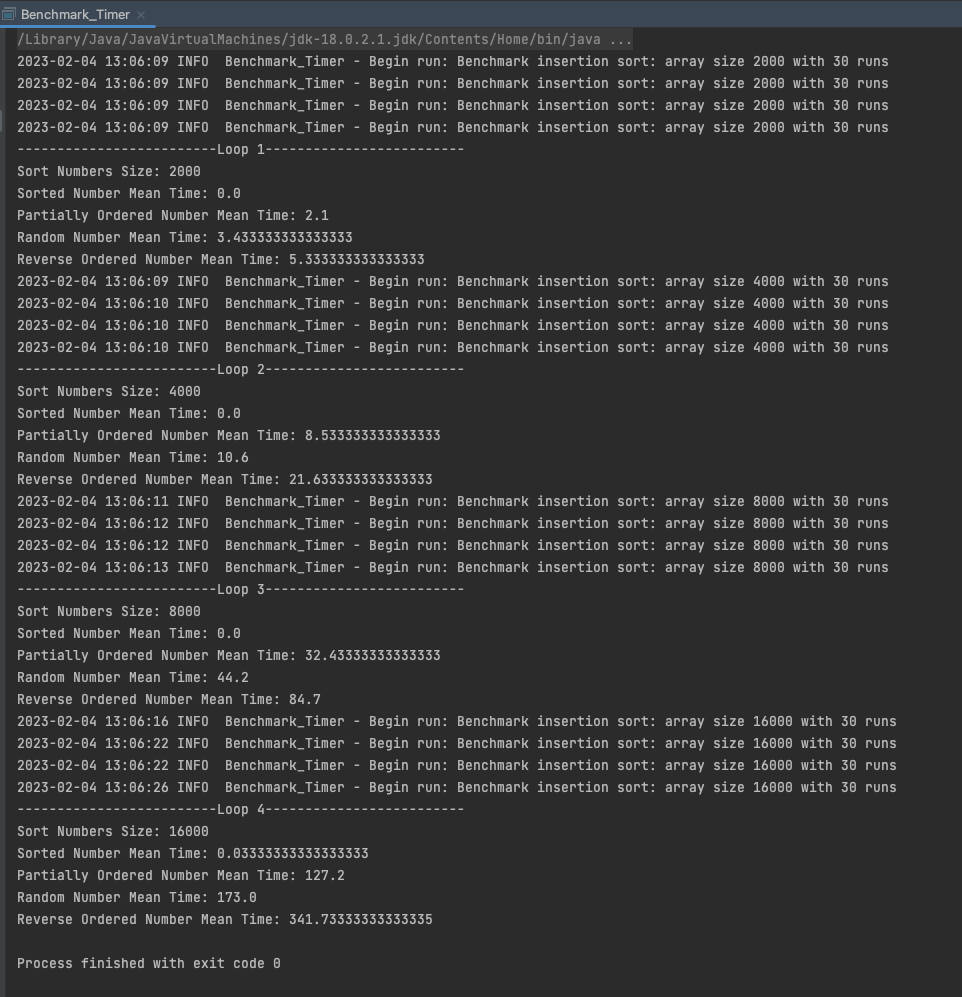 Benchmark_Timer ×
/Library/Java/JavaVirtualMachines/jdk-18.0.2.1.jdk/Contents/Home/bin/java ...
2023-02-04 13:06:09 INFO  Benchmark_Timer - Begin run: Benchmark insertion sort: array size 2000 with 30 runs
2023-02-04 13:06:09 INFO  Benchmark_Timer - Begin run: Benchmark insertion sort: array size 2000 with 30 runs
2023-02-04 13:06:09 INFO  Benchmark_Timer - Begin run: Benchmark insertion sort: array size 2000 with 30 runs
2023-02-04 13:06:09 INFO  Benchmark_Timer - Begin run: Benchmark insertion sort: array size 2000 with 30 runs
-------------------------Loop 1-------------------------
Sort Numbers Size: 2000
Sorted Number Mean Time: 0.0
Partially Ordered Number Mean Time: 2.1
Random Number Mean Time: 3.433333333333333
Reverse Ordered Number Mean Time: 5.333333333333333
2023-02-04 13:06:09 INFO  Benchmark_Timer - Begin run: Benchmark insertion sort: array size 4000 with 30 runs
2023-02-04 13:06:10 INFO  Benchmark_Timer - Begin run: Benchmark insertion sort: array size 4000 with 30 runs
2023-02-04 13:06:10 INFO  Benchmark_Timer - Begin run: Benchmark insertion sort: array size 4000 with 30 runs
2023-02-04 13:06:10 INFO  Benchmark_Timer - Begin run: Benchmark insertion sort: array size 4000 with 30 runs
-------------------------Loop 2-------------------------
Sort Numbers Size: 4000
Sorted Number Mean Time: 0.0
Partially Ordered Number Mean Time: 8.533333333333333
Random Number Mean Time: 10.6
Reverse Ordered Number Mean Time: 21.633333333333333
2023-02-04 13:06:11 INFO  Benchmark_Timer - Begin run: Benchmark insertion sort: array size 8000 with 30 runs
2023-02-04 13:06:12 INFO  Benchmark_Timer - Begin run: Benchmark insertion sort: array size 8000 with 30 runs
2023-02-04 13:06:12 INFO  Benchmark_Timer - Begin run: Benchmark insertion sort: array size 8000 with 30 runs
2023-02-04 13:06:13 INFO  Benchmark_Timer - Begin run: Benchmark insertion sort: array size 8000 with 30 runs
-------------------------Loop 3-------------------------
Sort Numbers Size: 8000
Sorted Number Mean Time: 0.0
Partially Ordered Number Mean Time: 32.43333333333333
Random Number Mean Time: 44.2
Reverse Ordered Number Mean Time: 84.7
2023-02-04 13:06:16 INFO  Benchmark_Timer - Begin run: Benchmark insertion sort: array size 16000 with 30 runs
2023-02-04 13:06:22 INFO  Benchmark_Timer - Begin run: Benchmark insertion sort: array size 16000 with 30 runs
2023-02-04 13:06:22 INFO  Benchmark_Timer - Begin run: Benchmark insertion sort: array size 16000 with 30 runs
2023-02-04 13:06:26 INFO  Benchmark_Timer - Begin run: Benchmark insertion sort: array size 16000 with 30 runs
-------------------------Loop 4-------------------------
Sort Numbers Size: 16000
Sorted Number Mean Time: 0.03333333333333333
Partially Ordered Number Mean Time: 127.2
Random Number Mean Time: 173.0
Reverse Ordered Number Mean Time: 341.73333333333335
Process finished with exit code 0